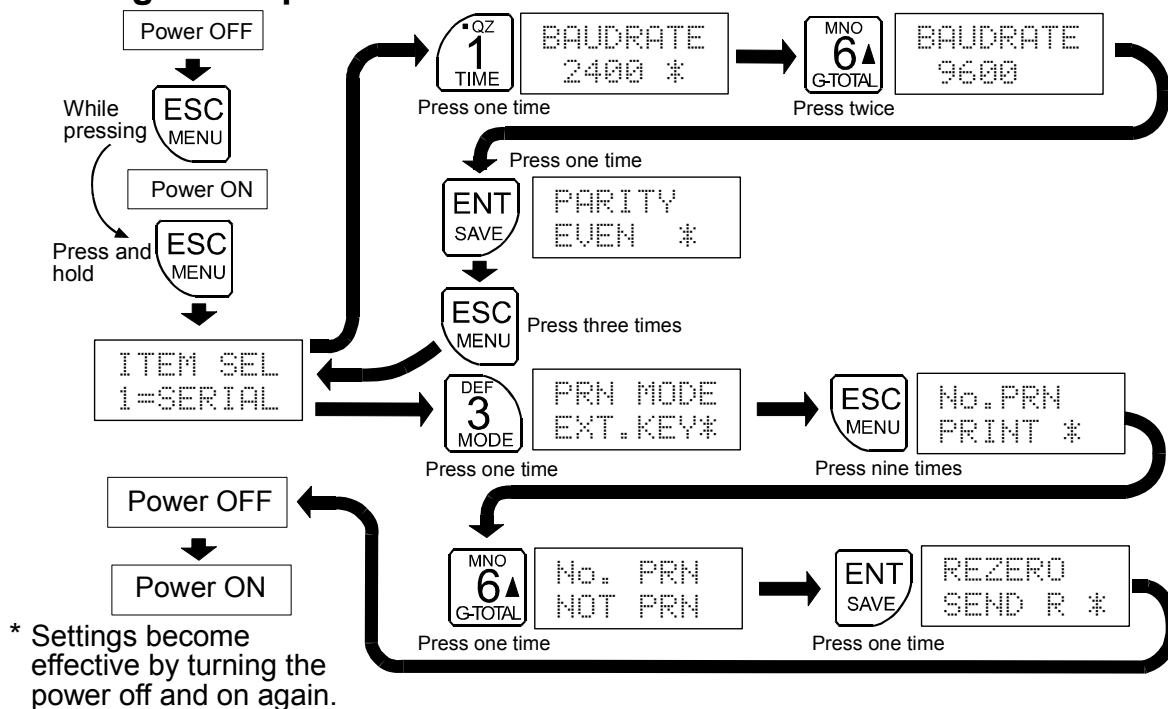 Power OFF
While
pressing
ESC
MENU
Power ON
Press and
hold
ESC
MENU
ITEM SEL
1=SERIAL
QZ
1
TIME
Press one time
BAUDRATE
2400 *
MNO
6▲
G-TOTAL
Press twice
BAUDRATE
9600
Press one time
ENT
SAVE
PARITY
EVEN *
ESC
MENU
Press three times
DEF
3
MODE
Press one time
PRN MODE
EXT.KEY*
ESC
MENU
Press nine times
No.PRN
PRINT *
MNO
6▲
G-TOTAL
Press one time
No. PRN
NOT PRN
ENT
SAVE
Press one time
REZERO
SEND R *
Power OFF
Power ON
* Settings become
effective by turning the
power off and on again.